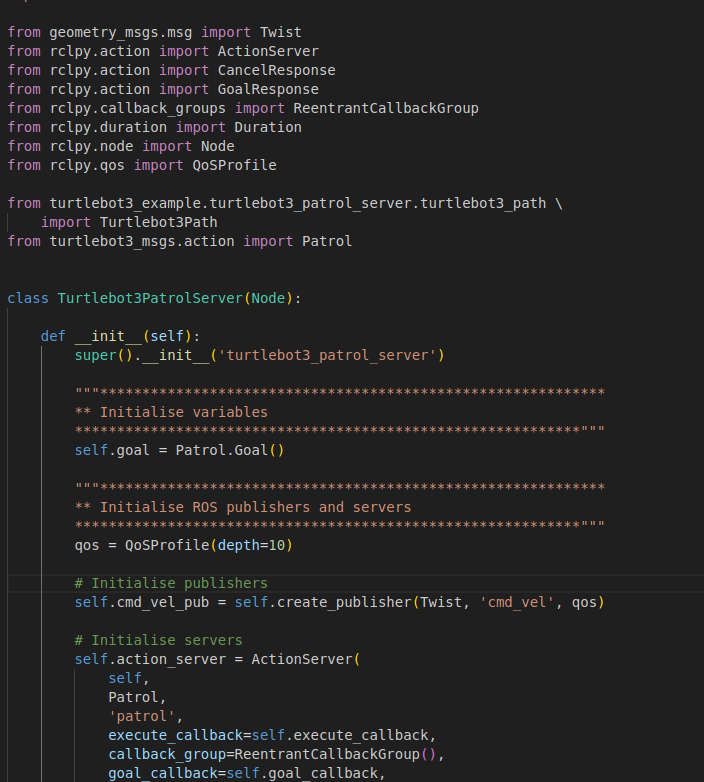 from geometry_msgs.msg import Twist
from rclpy.action import ActionServer
from rclpy.action import CancelResponse
from rclpy.action import GoalResponse
from rclpy.callback_groups import ReentrantCallbackGroup
from rclpy.duration import Duration
from rclpy.node import Node
from rclpy.qos import QoSProfile

from turtlebot3_example.turtlebot3_patrol_server.turtlebot3_path \
    import Turtlebot3Path
from turtlebot3_msgs.action import Patrol


class Turtlebot3PatrolServer(Node):

    def __init__(self):
        super().__init__('turtlebot3_patrol_server')

        """************************************************************
        ** Initialise variables
        ************************************************************"""
        self.goal = Patrol.Goal()

        """************************************************************
        ** Initialise ROS publishers and servers
        ************************************************************"""
        qos = QoSProfile(depth=10)

        # Initialise publishers
        self.cmd_vel_pub = self.create_publisher(Twist, 'cmd_vel', qos)

        # Initialise servers
        self.action_server = ActionServer(
            self,
            Patrol,
            'patrol',
            execute_callback=self.execute_callback,
            callback_group=ReentrantCallbackGroup(),
            goal_callback=self.goal_callback,